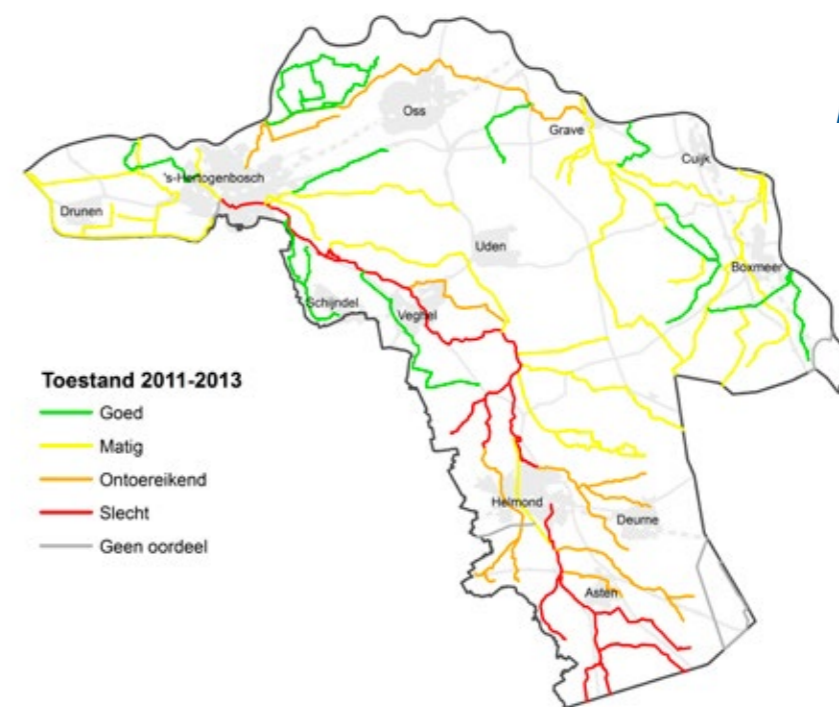 Oss
Grave
Cuijk
's-Hertogenbosch
Drunen
Uden
Boxmeer
Schijndel
Veghel
Toestand 2011-2013
Goed
Matig
Ontoereikend
Slecht
Geen oordeel
Helmond
Deurne
Asten